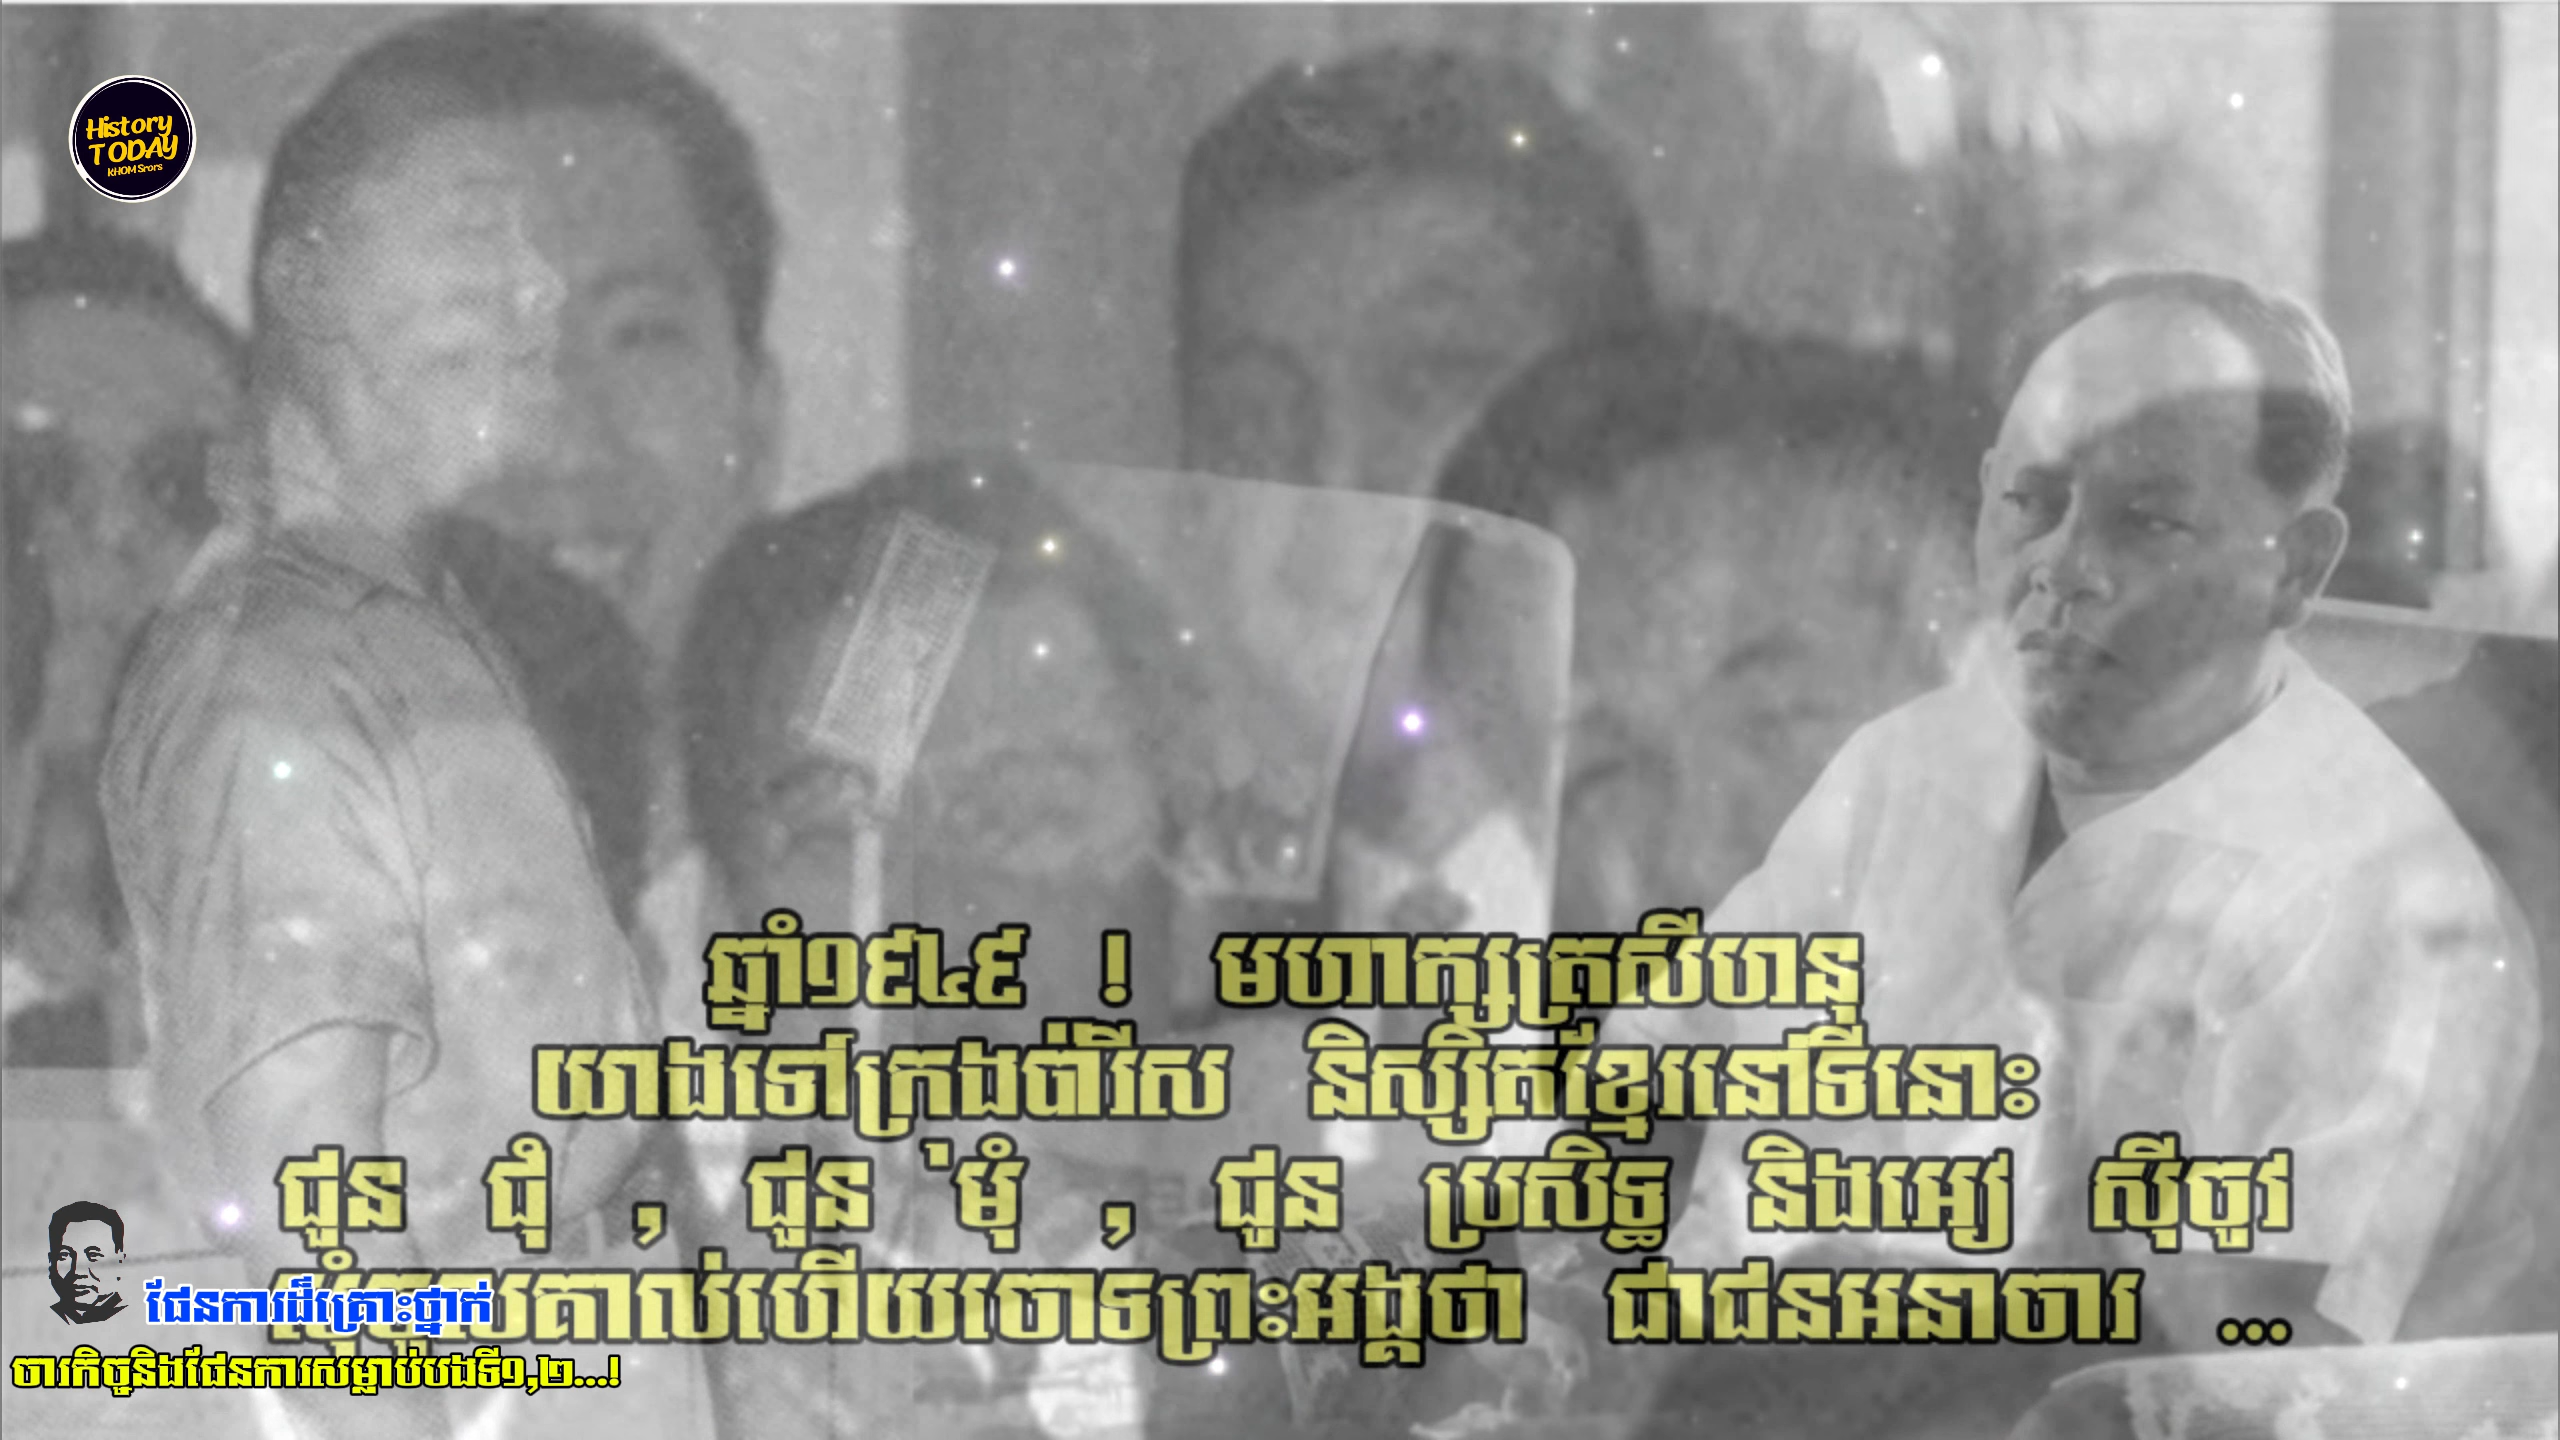 History
TODAY
KHOM Srors
ឆ្នាំ១៩៤៩ ! មហាក្សត្រសីហនុ
យាងទៅក្រុងប៉ារីស និស្សិតខ្មែរនៅទីនោះ
ជួន ជុំ , ជួន ម៉ុំ , ជួន ប្រសិទ្ធ និងអៀ ស៊ីចូវ
គាល់ហើយចោទព្រះអង្គថា ជាជនអនាចារ ...
ផែនការដ៏គ្រោះថ្នាក់
ចារកិច្ចនិងផែនការសម្លាប់បងទី១,២...!